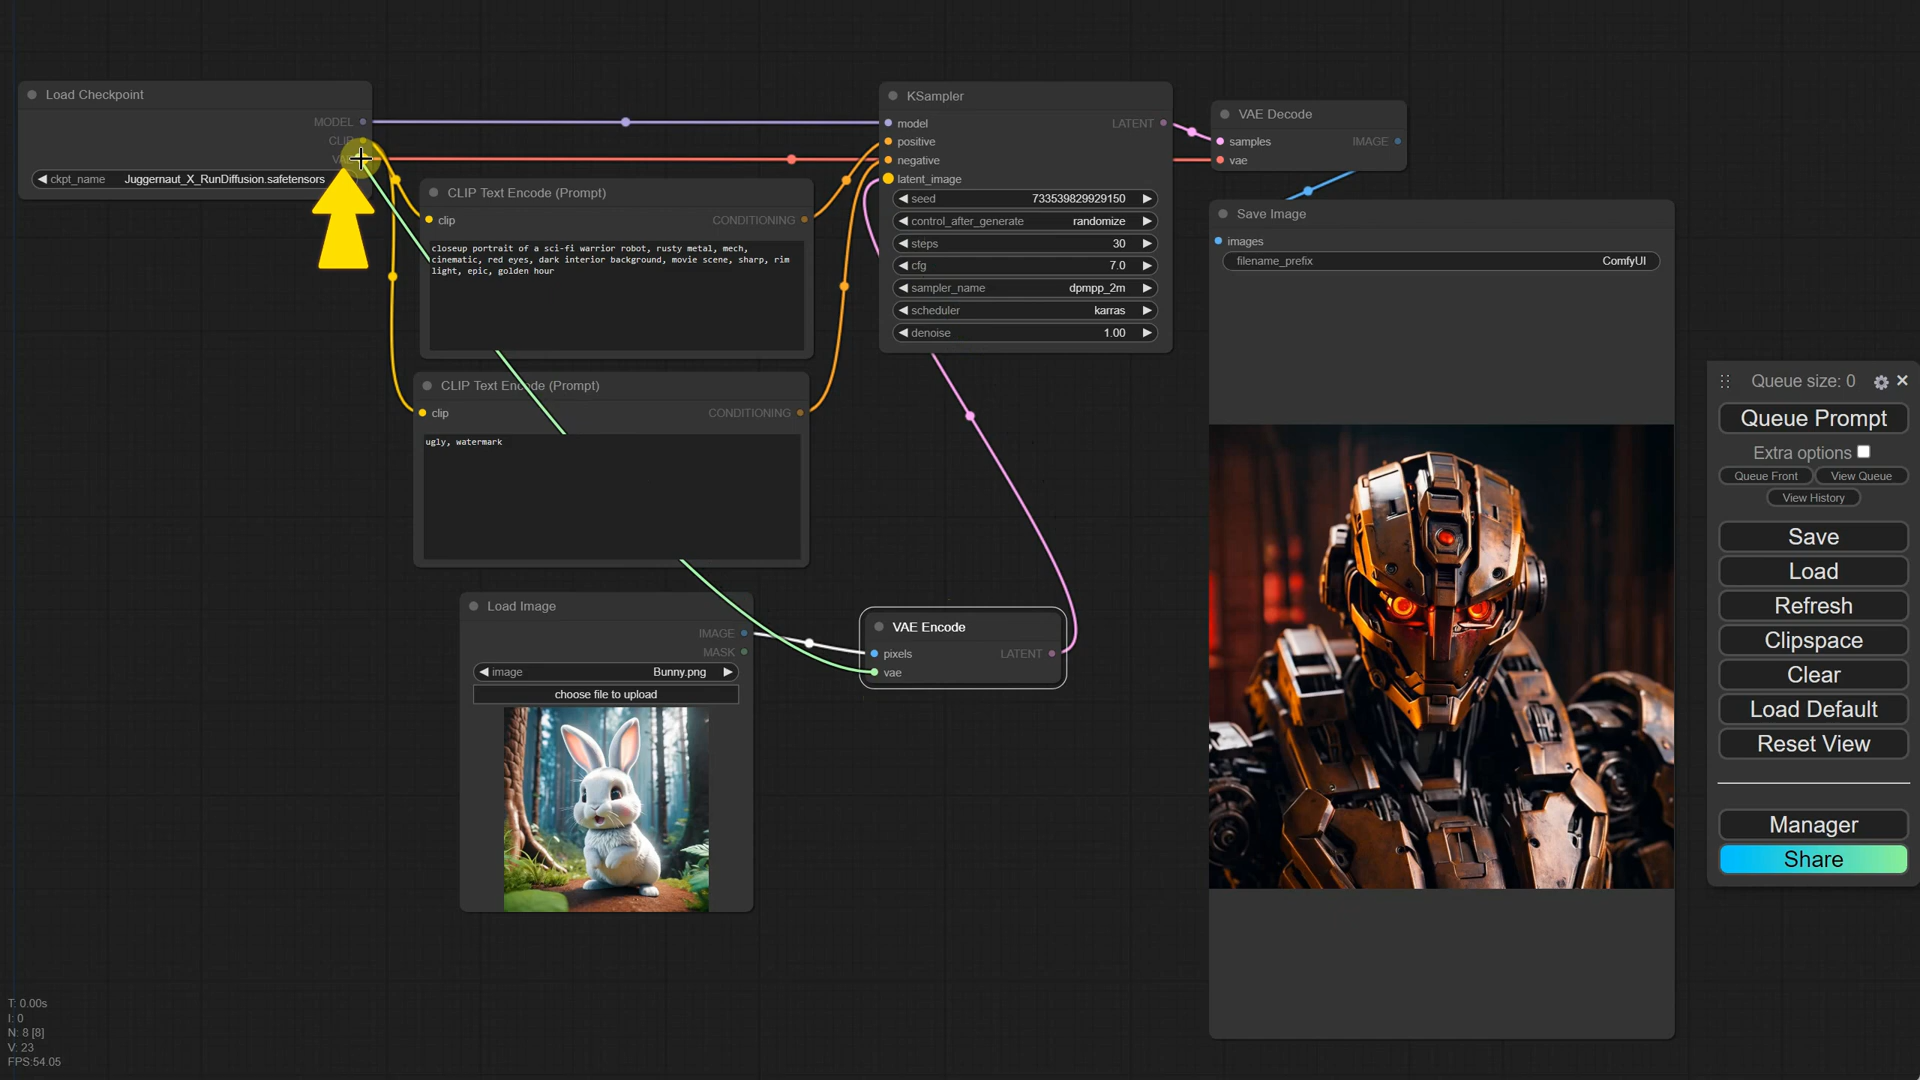 Load Checkpoint
MODEL
CLIP
VAE
ckpt_name Juggernaut_X_RunDiffusion.safetensors
CLIP Text Encode (Prompt)
clip CONDITIONING
closeup portrait of a sci-fi warrior robot, rusty metal, mech,
cinematic, red eyes, dark interior background, movie scene, sharp, rim
light, epic, golden hour
CLIP Text Encode (Prompt)
clip CONDITIONING
ugly, watermark
Load Image
IMAGE
MASK
image Bunny.png
choose file to upload
VAE Encode
pixels LATENT
vae
KSampler
model LATENT
positive
negative
latent_image
seed 733539829929150
control_after_generate randomize
steps 30
cfg 7.0
sampler_name dpmpp_2m
scheduler karras
denoise 1.00
VAE Decode
samples IMAGE
vae
Save Image
images
filename_prefix ComfyUI
Queue size: 0
Queue Prompt
Extra options
Queue Front View Queue
View History
Save
Load
Refresh
Clipspace
Clear
Load Default
Reset View
Manager
Share
T: 0.00s
I: 0
N: 8 [8]
V: 23
FPS:54.05